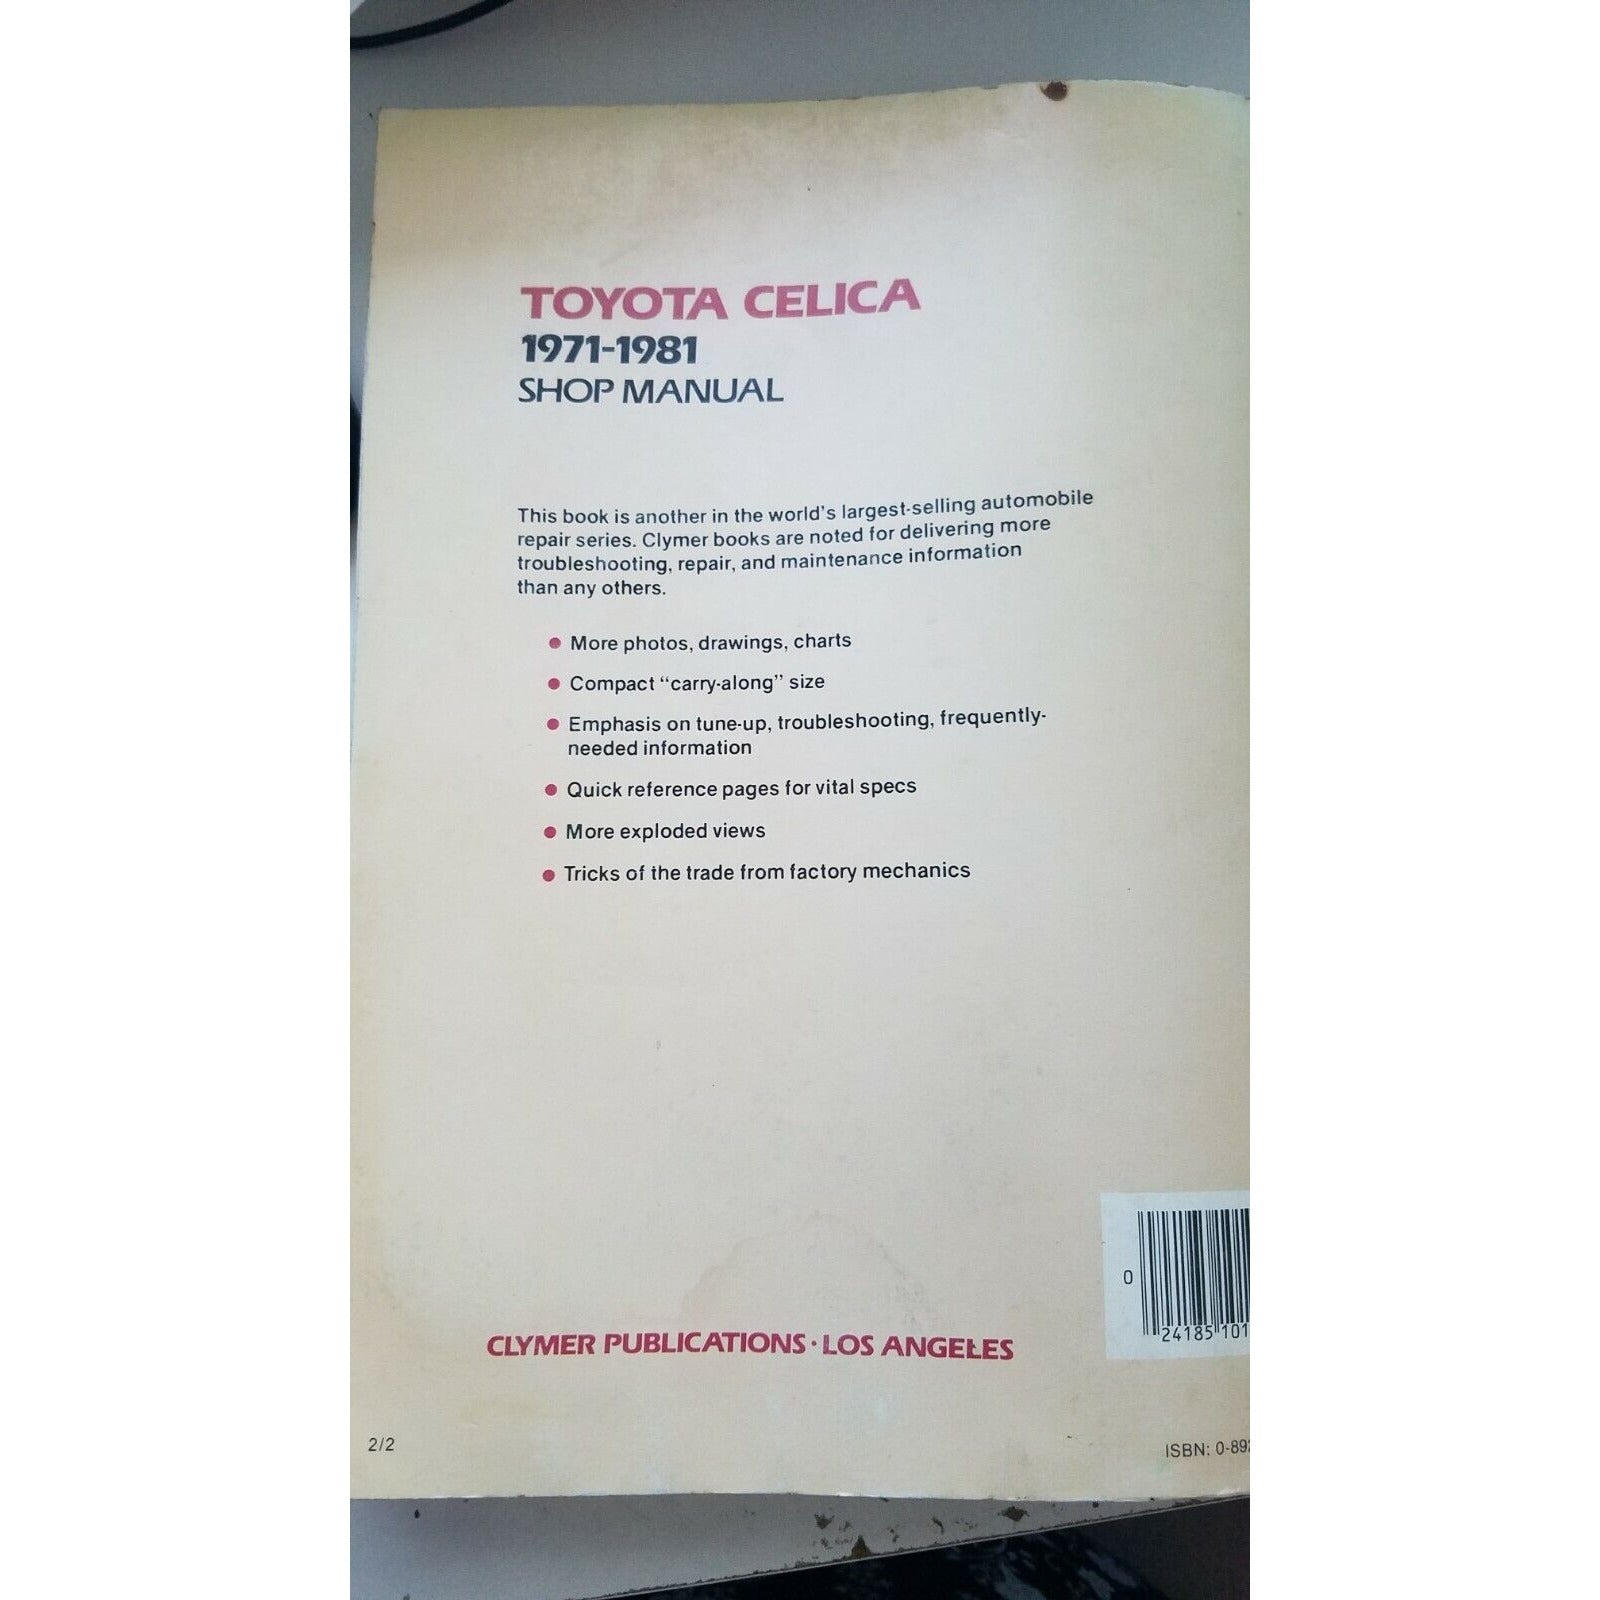 TOYOTA CELICA
1971-1981
SHOP MANUAL
This book is another in the world's largest-selling automobile
repair series. Clymer books are noted for delivering more
troubleshooting, repair, and maintenance information
than any others.
● More photos, drawings, charts
● Compact “carry-along” size
● Emphasis on tune-up, troubleshooting, frequently-
needed information
● Quick reference pages for vital specs
● More exploded views
● Tricks of the trade from factory mechanics
0
24185 101
CLYMER PUBLICATIONS · LOS ANGELES
2/2
ISBN: 0-892